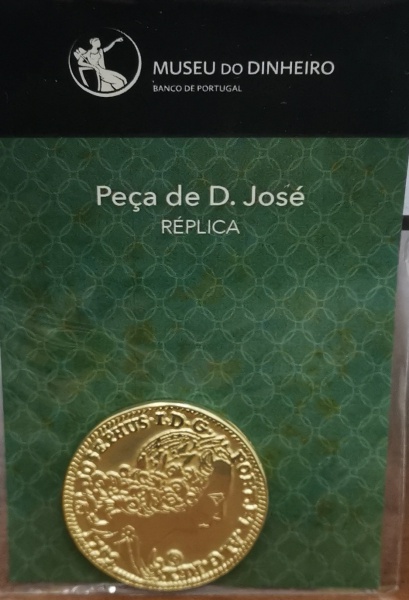 MUSEU DO DINHEIRO
BANCO DE PORTUGAL
Peça de D. José
RÉPLICA